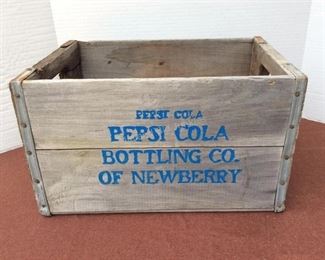 PEPSI COLA
PEPSI COLA
BOTTLING CO.
OF NEWBERRY